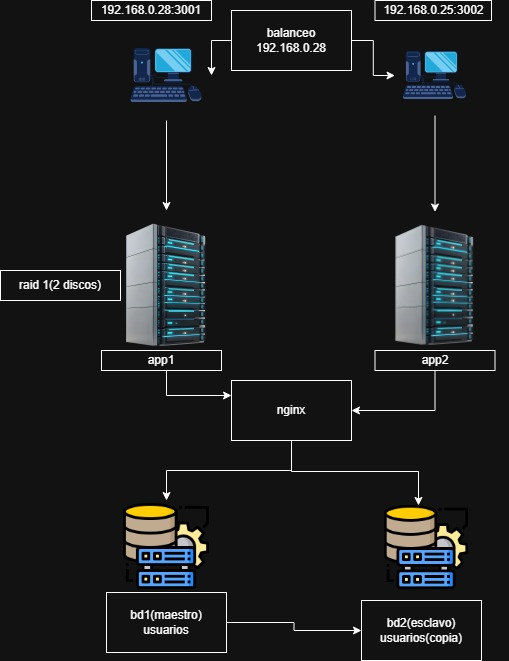 192.168.0.28:3001
192.168.0.25:3002
balanceo
192.168.0.28
raid 1(2 discos)
app1
app2
nginx
bd1(maestro)
usuarios
bd2(esclavo)
usuarios(copia)